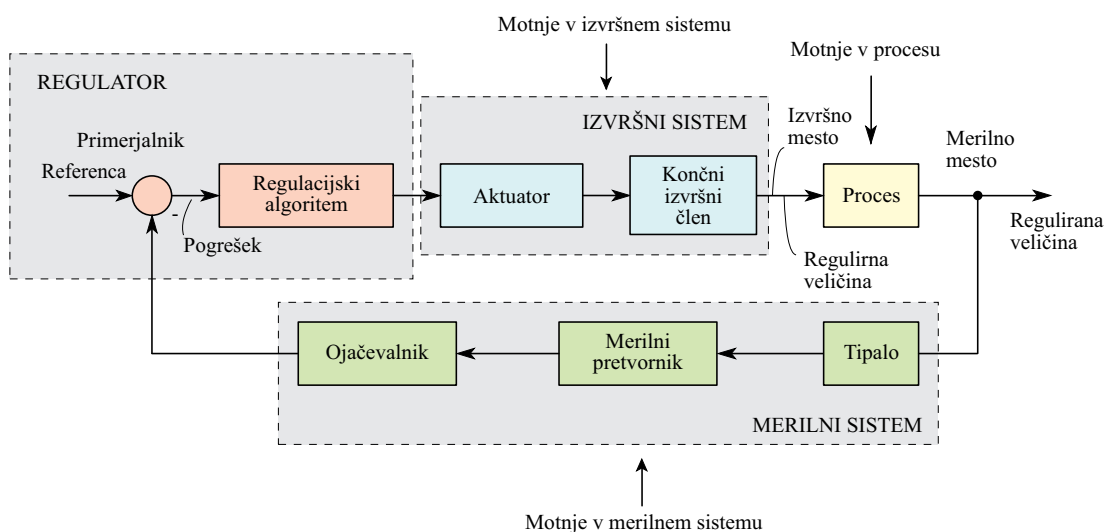 Motnje v izvršnem sistemu
Motnje v procesu
REGULATOR
IZVRŠNI SISTEM
Izvršno
mesto
Merilno
mesto
Primerjalnik
Referenca
Regulacijski
algoritem
Aktuator
Končni
izvršni
člen
Proces
-
Pogrešek
Regulirna
veličina
Regulirana
veličina
Ojačevalnik
Merilni
pretvornik
Tipalo
MERILNI SISTEM
Motnje v merilnem sistemu